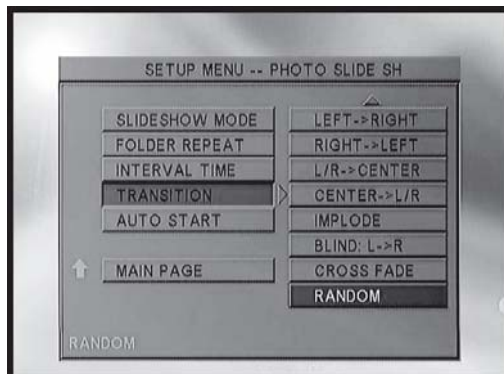 SETUP MENU -- PHOTO SLIDE SH
SLIDESHOW MODE
FOLDER REPEAT
INTERVAL TIME
TRANSITION
AUTO START
MAIN PAGE
LEFT->RIGHT
RIGHT->LEFT
L/R->CENTER
CENTER->L/R
IMPLODE
BLIND: L->R
CROSS FADE
RANDOM
RANDOM